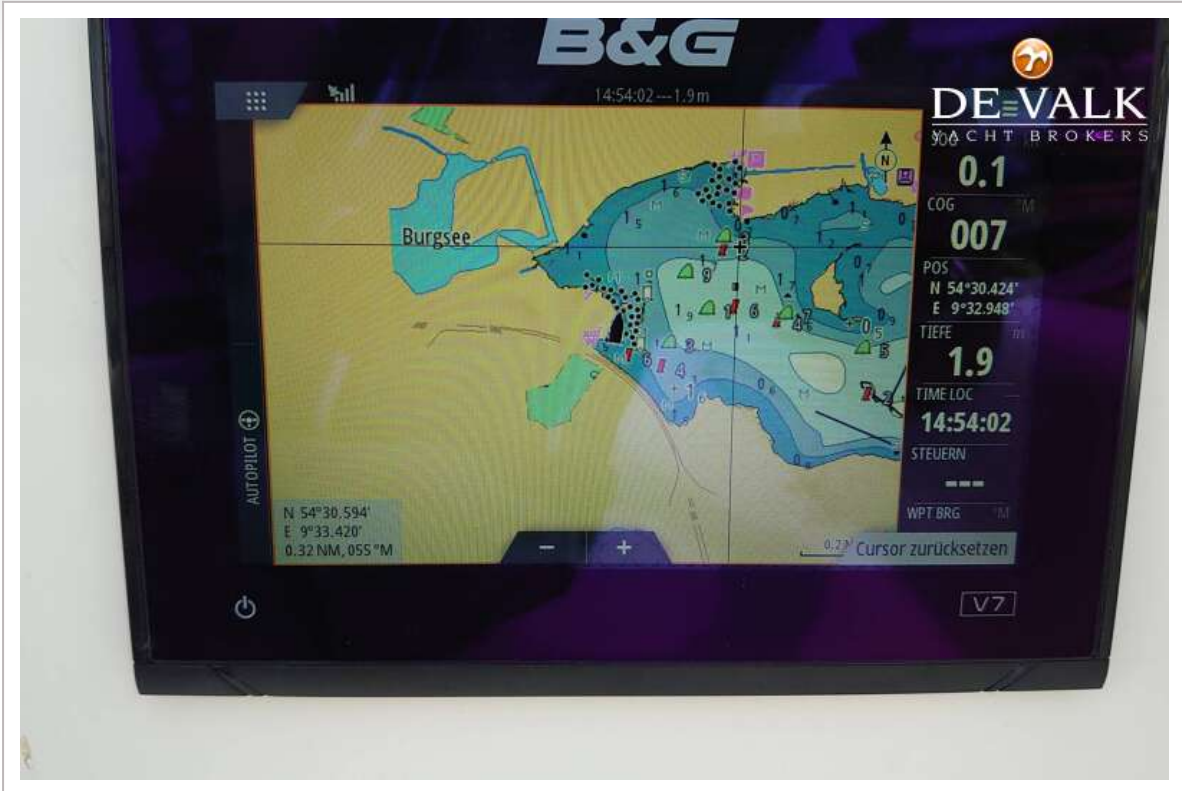 B&G
DE VALK
YACHT BROKERS
14:54:02---1.9m
SOG
0.1
COG °M
007
POS
N 54°30.424'
E 9°32.948'
TIEFE m
1.9
TIME LOC
14:54:02
STEUERN
---
WPT BRG °M
Burgsee
N
AUTOPILOT
N 54°30.594'
E 9°33.420'
0.32 NM, 055 °M
− +
Cursor zurücksetzen
V7